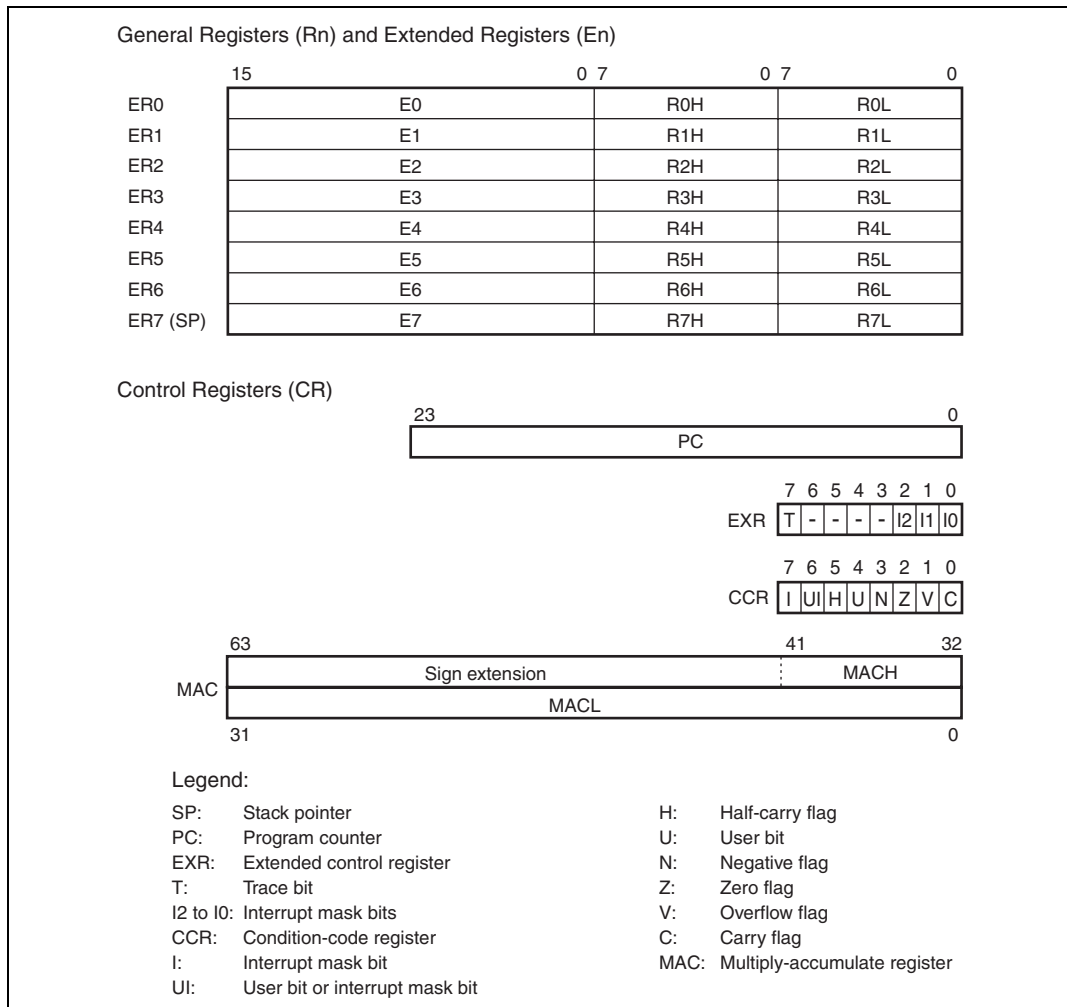 General Registers (Rn) and Extended Registers (En)
15 0 7 0 7 0
ER0 E0 R0H R0L
ER1 E1 R1H R1L
ER2 E2 R2H R2L
ER3 E3 R3H R3L
ER4 E4 R4H R4L
ER5 E5 R5H R5L
ER6 E6 R6H R6L
ER7 (SP) E7 R7H R7L
Control Registers (CR)
23 0
PC
7 6 5 4 3 2 1 0
EXR T - - - - I2 I1 I0
7 6 5 4 3 2 1 0
CCR I UI H U N Z V C
63 41 32
MAC
Sign extension MACH
MACL
31 0
Legend:
SP: Stack pointer
PC: Program counter
EXR: Extended control register
T: Trace bit
I2 to I0: Interrupt mask bits
CCR: Condition-code register
I: Interrupt mask bit
UI: User bit or interrupt mask bit
H: Half-carry flag
U: User bit
N: Negative flag
Z: Zero flag
V: Overflow flag
C: Carry flag
MAC: Multiply-accumulate register